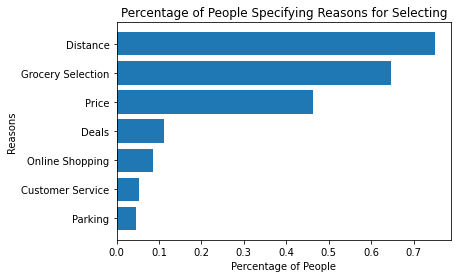 Percentage of People Specifying Reasons for Selecting
Distance
Grocery Selection
Price
Deals
Online Shopping
Customer Service
Parking
Reasons
0.0 0.1 0.2 0.3 0.4 0.5 0.6 0.7
Percentage of People